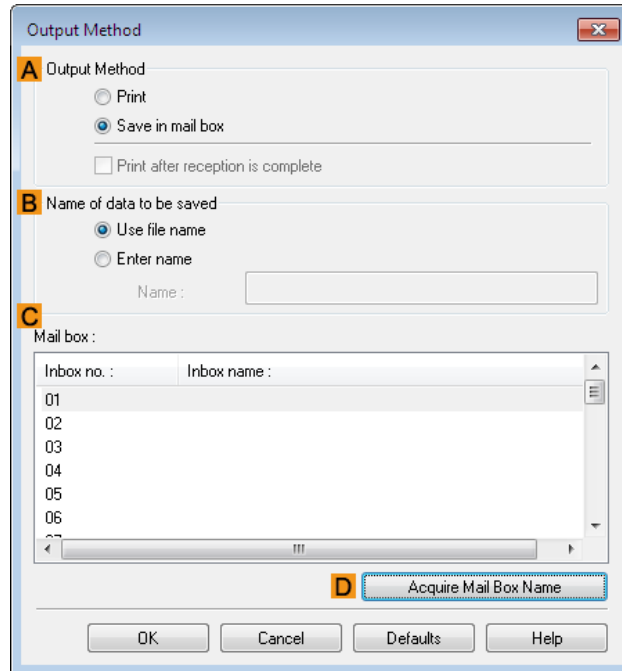 Output Method
A Output Method
Print
Save in mail box
Print after reception is complete
B Name of data to be saved
Use file name
Enter name
Name :
C
Mail box :
Inbox no. : Inbox name :
01
02
03
04
05
06
07
D Acquire Mail Box Name
OK Cancel Defaults Help